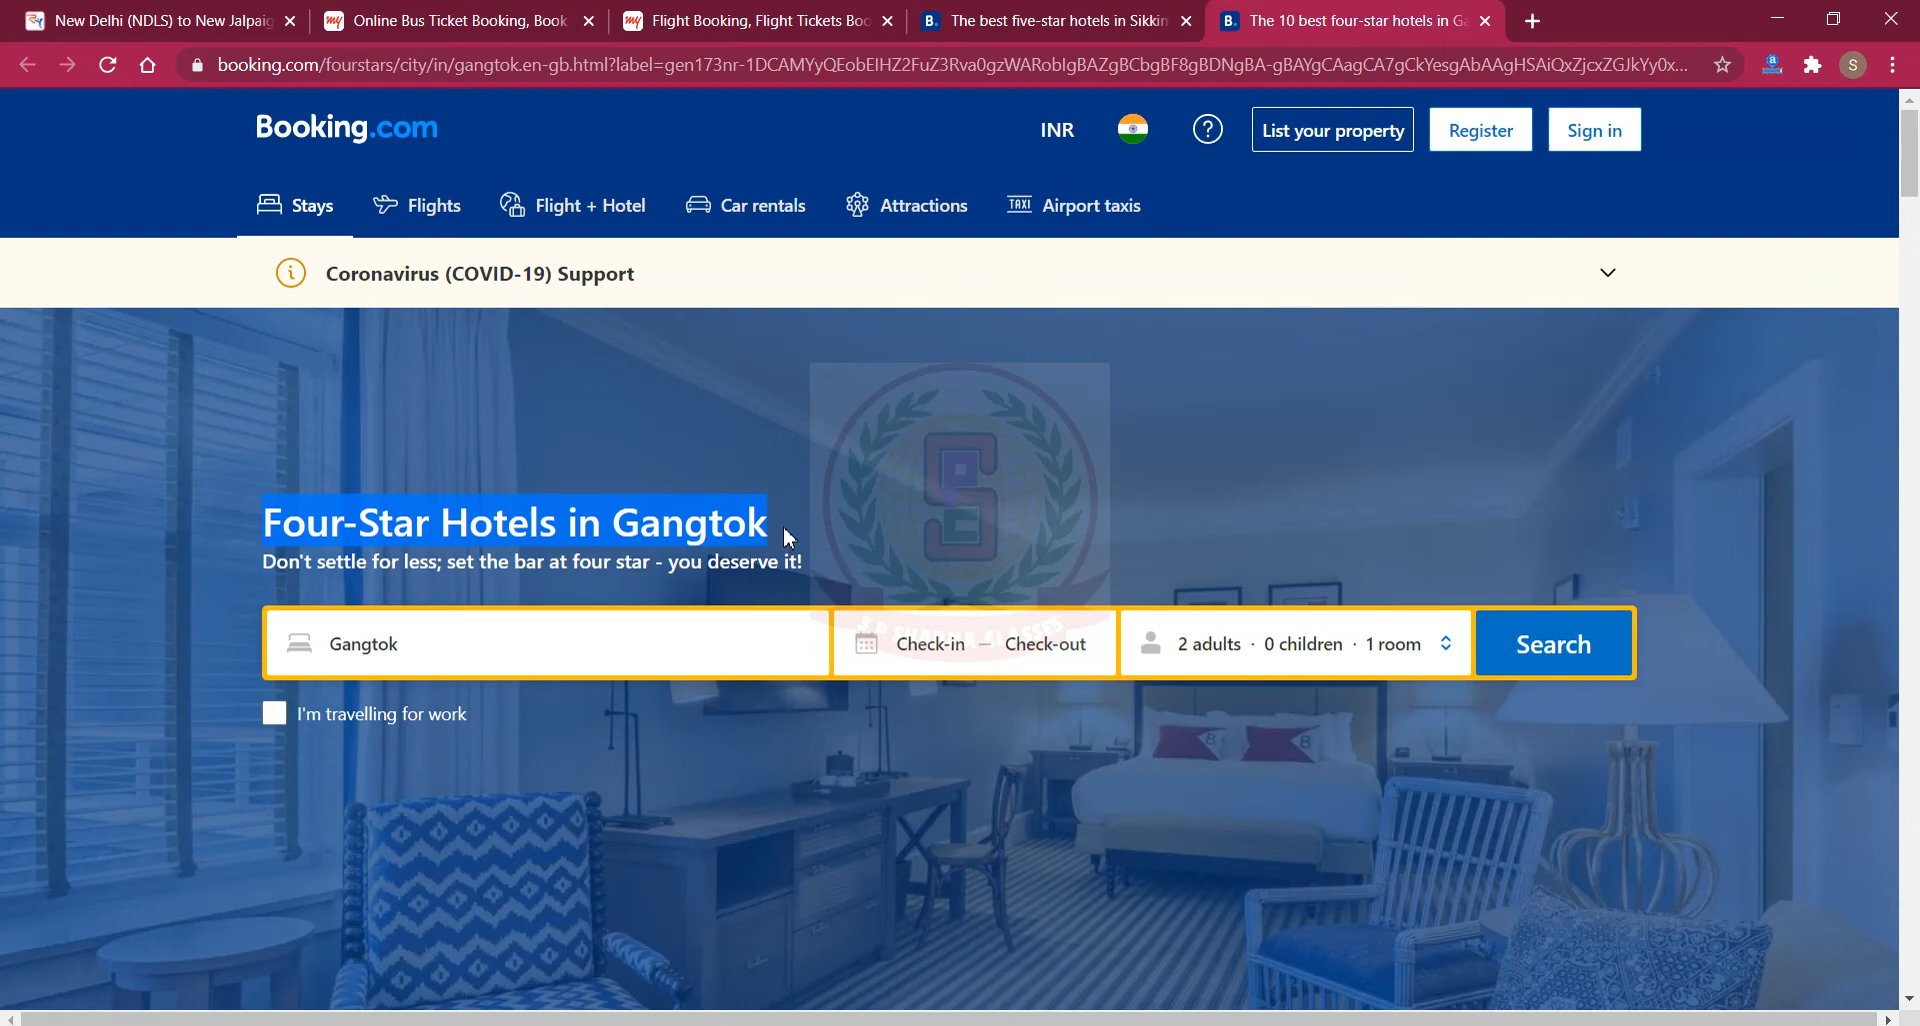 New Delhi (NDLS) to New Jalpaig
Online Bus Ticket Booking, Book
Flight Booking, Flight Tickets Boo
The best five-star hotels in Sikkim
The 10 best four-star hotels in Ga
booking.com/fourstars/city/in/gangtok.en-gb.html?label=gen173nr-1DCAMYyQEobEIHZ2FuZ3Rva0gzWARobIgBAZgBCbgBF8gBDNgBA-gBAYgCAagCA7gCkYesgAbAAgHSAiQxZjcxZGJkYy0x...
S
Booking.com
INR
List your property
Register
Sign in
Stays
Flights
Flight + Hotel
Car rentals
TAXI
Attractions
Airport taxis
Coronavirus (COVID-19) Support
Four-Star Hotels in Gangtok
Don't settle for less; set the bar at four star - you deserve it!
Gangtok
Check-in — Check-out
2 adults · 0 children · 1 room
Search
S.P PHARMA CLASSES
I'm travelling for work